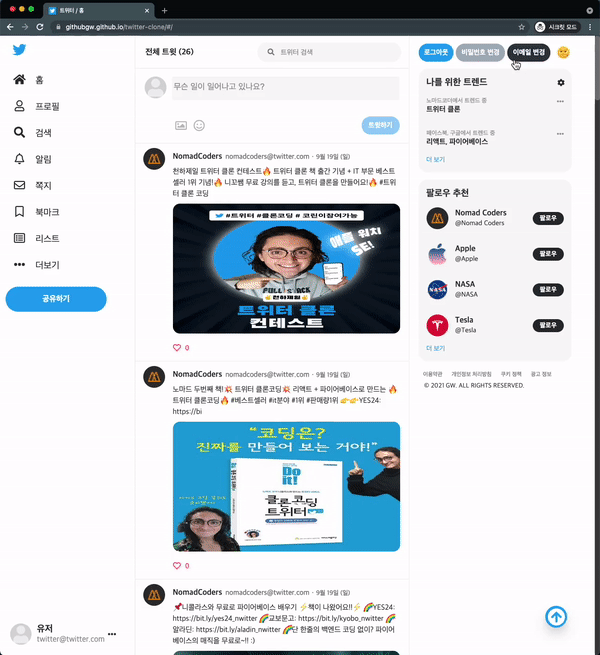 트위터 / 홈
githubgw.github.io/twitter-clone/#/
시크릿 모드
홈
프로필
검색
알림
쪽지
북마크
리스트
더보기
공유하기
유저
twitter@twitter.com
전체 트윗 (26)
트위터 검색
무슨 일이 일어나고 있나요?
트윗하기
NomadCoders nomadcoders@twitter.com · 9월 19일 (일)
천하제일 트위터 클론 컨테스트🔥 트위터 클론 책 출간 기념 + IT 부문 베스트
셀러 1위 기념!🔥 니꼬쌤 무료 강의를 듣고, 트위터 클론을 만들어요!🔥 #트위
터 클론 코딩
#트위터 #클론코딩 # 코린이참여가능
애플 워치
SE!
FULL STACK
천하제일
트위터 클론
컨테스트
0
NomadCoders nomadcoders@twitter.com · 9월 19일 (일)
노마드 두번째 책!💥 트위터 클론코딩💥 리액트 + 파이어베이스로 만드는 🔥
트위터 클론코딩🔥 #베스트셀러 #it분야 #1위 #판매량1위 👉👉YES24:
https://bi
“코딩은?
진짜를 만들어 보는 거야!”
Do
it!
클론 코딩
트위터
0
NomadCoders nomadcoders@twitter.com · 9월 19일 (일)
📌니콜라스와 무료로 파이어베이스 배우기 ⚡책이 나왔어요!!⚡ 🌈YES24:
https://bit.ly/yes24_nwitter 🌈교보문고: https://bit.ly/kyobo_nwitter 🌈
알라딘: https://bit.ly/aladin_nwitter 🌈단 한줄의 백엔드 코딩 없이? 파이어
베이스의 매직을 무료로~!! :)
로그아웃
비밀번호 변경
이메일 변경
나를 위한 트렌드
노마드코더에서 트렌드 중
트위터 클론
페이스북, 구글에서 트렌드 중
리액트, 파이어베이스
더 보기
팔로우 추천
Nomad Coders
@Nomad Coders
팔로우
Apple
@Apple
팔로우
NASA
@NASA
팔로우
Tesla
@Tesla
팔로우
더 보기
이용약관 개인정보 처리방침 쿠키 정책 광고 정보
© 2021 GW. ALL RIGHTS RESERVED.